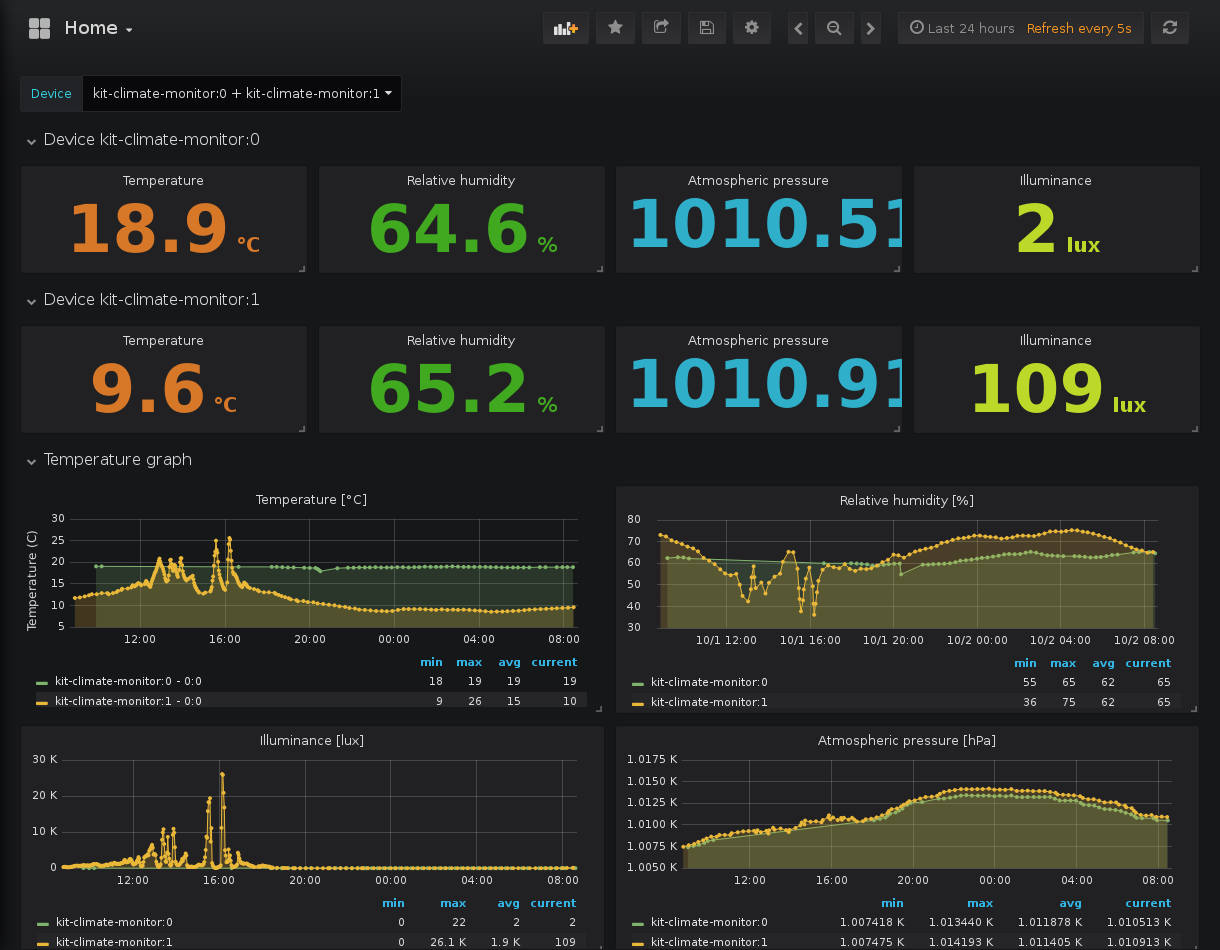 Home
Last 24 hours Refresh every 5s
Device kit-climate-monitor:0 + kit-climate-monitor:1
Device kit-climate-monitor:0
Temperature Relative humidity Atmospheric pressure Illuminance
18.9 °C 64.6 % 1010.51 2 lux
Device kit-climate-monitor:1
Temperature Relative humidity Atmospheric pressure Illuminance
9.6 °C 65.2 % 1010.91 109 lux
Temperature graph
Temperature [°C]
Temperature (C)
30
25
20
15
10
5
12:00 16:00 20:00 00:00 04:00 08:00
min max avg current
kit-climate-monitor:0 - 0:0 18 19 19 19
kit-climate-monitor:1 - 0:0 9 26 15 10
Relative humidity [%]
80
70
60
50
40
30
10/1 12:00 10/1 16:00 10/1 20:00 10/2 00:00 10/2 04:00 10/2 08:00
min max avg current
kit-climate-monitor:0 55 65 62 65
kit-climate-monitor:1 36 75 62 65
Illuminance [lux]
30 K
20 K
10 K
0
12:00 16:00 20:00 00:00 04:00 08:00
min max avg current
kit-climate-monitor:0 0 22 2 2
kit-climate-monitor:1 0 26.1 K 1.9 K 109
Atmospheric pressure [hPa]
1.0175 K
1.0150 K
1.0125 K
1.0100 K
1.0075 K
1.0050 K
12:00 16:00 20:00 00:00 04:00 08:00
min max avg current
kit-climate-monitor:0 1.007418 K 1.013440 K 1.011878 K 1.010513 K
kit-climate-monitor:1 1.007475 K 1.014193 K 1.011405 K 1.010913 K